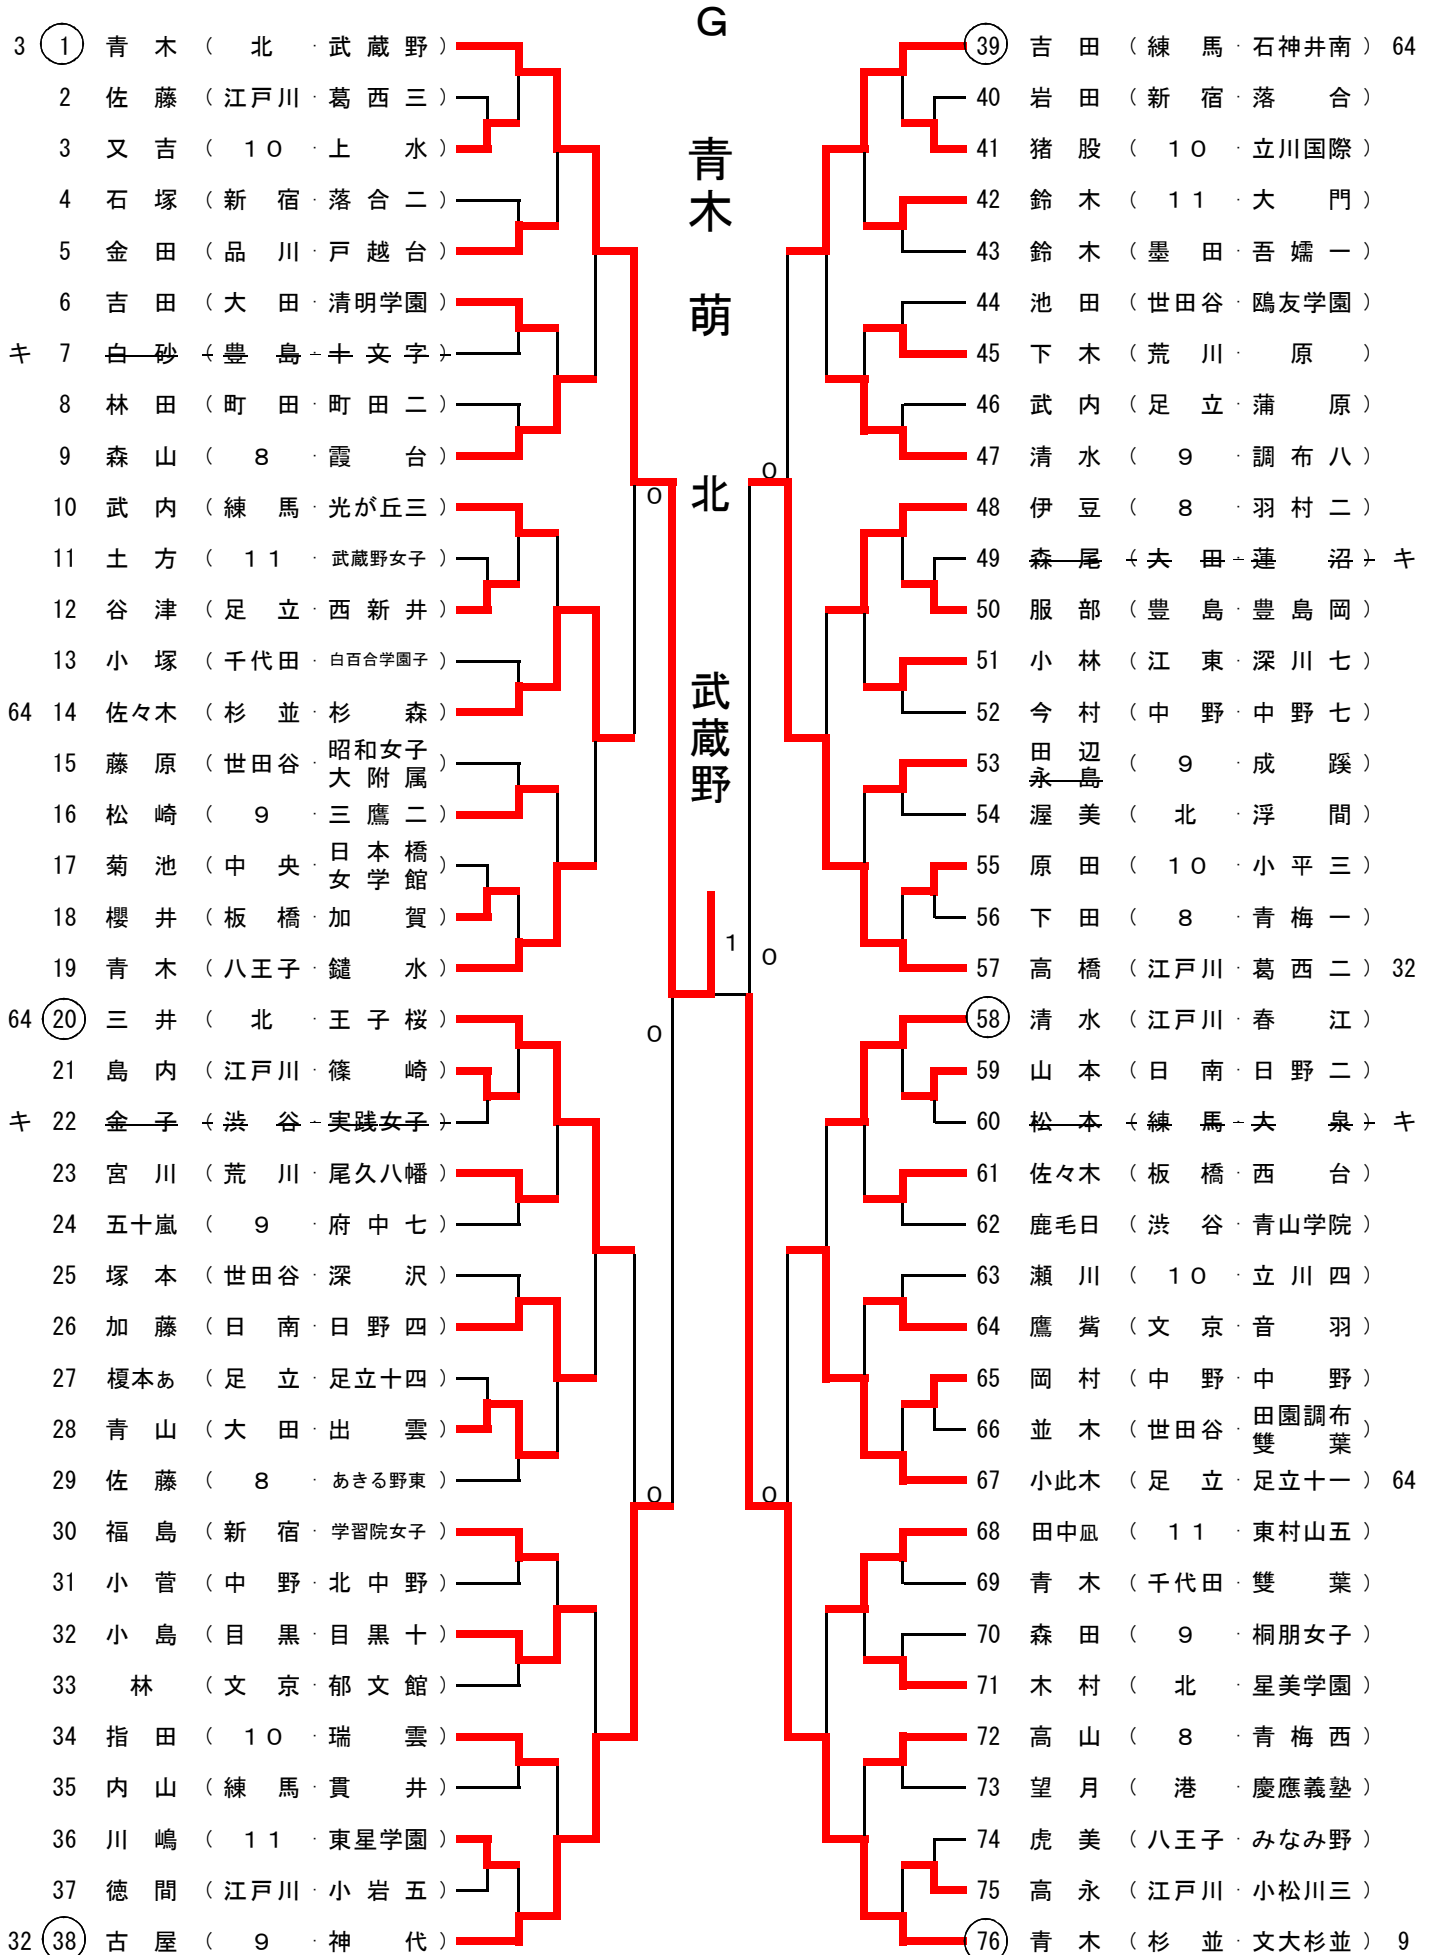 G
青木 萌 北 武蔵野
3 1 青木 （ 北 ・ 武蔵野 ）
2 佐藤 （ 江戸川 ・ 葛西三 ）
3 又吉 （ １０ ・ 上水 ）
4 石塚 （ 新宿 ・ 落合二 ）
5 金田 （ 品川 ・ 戸越台 ）
6 吉田 （ 大田 ・ 清明学園 ）
キ 7 白砂 （ 豊島 ・ 十文字 ）
8 林田 （ 町田 ・ 町田二 ）
9 森山 （ ８ ・ 霞台 ）
10 武内 （ 練馬 ・ 光が丘三 ）
11 土方 （ １１ ・ 武蔵野女子 ）
12 谷津 （ 足立 ・ 西新井 ）
13 小塚 （ 千代田 ・ 白百合学園子 ）
64 14 佐々木 （ 杉並 ・ 杉森 ）
15 藤原 （ 世田谷 ・ 昭和女子大附属 ）
16 松崎 （ ９ ・ 三鷹二 ）
17 菊池 （ 中央 ・ 日本橋女学館 ）
18 櫻井 （ 板橋 ・ 加賀 ）
19 青木 （ 八王子 ・ 鑓水 ）
64 20 三井 （ 北 ・ 王子桜 ）
21 島内 （ 江戸川 ・ 篠崎 ）
キ 22 金子 （ 渋谷 ・ 実践女子 ）
23 宮川 （ 荒川 ・ 尾久八幡 ）
24 五十嵐 （ ９ ・ 府中七 ）
25 塚本 （ 世田谷 ・ 深沢 ）
26 加藤 （ 日南 ・ 日野四 ）
27 榎本ぁ （ 足立 ・ 足立十四 ）
28 青山 （ 大田 ・ 出雲 ）
29 佐藤 （ ８ ・ あきる野東 ）
30 福島 （ 新宿 ・ 学習院女子 ）
31 小菅 （ 中野 ・ 北中野 ）
32 小島 （ 目黒 ・ 目黒十 ）
33 林 （ 文京 ・ 郁文館 ）
34 指田 （ １０ ・ 瑞雲 ）
35 内山 （ 練馬 ・ 貫井 ）
36 川嶋 （ １１ ・ 東星学園 ）
37 徳間 （ 江戸川 ・ 小岩五 ）
32 38 古屋 （ ９ ・ 神代 ）
0
0
0
1
0
0
0
39 吉田 （ 練馬 ・ 石神井南 ） 64
40 岩田 （ 新宿 ・ 落合 ）
41 猪股 （ １０ ・ 立川国際 ）
42 鈴木 （ １１ ・ 大門 ）
43 鈴木 （ 墨田 ・ 吾嬬一 ）
44 池田 （ 世田谷 ・ 鴎友学園 ）
45 下木 （ 荒川 ・ 原 ）
46 武内 （ 足立 ・ 蒲原 ）
47 清水 （ ９ ・ 調布八 ）
48 伊豆 （ ８ ・ 羽村二 ）
49 森尾 （ 大田 ・ 蓮沼 ） キ
50 服部 （ 豊島 ・ 豊島岡 ）
51 小林 （ 江東 ・ 深川七 ）
52 今村 （ 中野 ・ 中野七 ）
53 田辺 永島 （ ９ ・ 成蹊 ）
54 渥美 （ 北 ・ 浮間 ）
55 原田 （ １０ ・ 小平三 ）
56 下田 （ ８ ・ 青梅一 ）
57 高橋 （ 江戸川 ・ 葛西二 ） 32
58 清水 （ 江戸川 ・ 春江 ）
59 山本 （ 日南 ・ 日野二 ）
60 松本 （ 練馬 ・ 大泉 ） キ
61 佐々木 （ 板橋 ・ 西台 ）
62 鹿毛日 （ 渋谷 ・ 青山学院 ）
63 瀬川 （ １０ ・ 立川四 ）
64 鷹觜 （ 文京 ・ 音羽 ）
65 岡村 （ 中野 ・ 中野 ）
66 並木 （ 世田谷 ・ 田園調布雙葉 ）
67 小此木 （ 足立 ・ 足立十一 ） 64
68 田中凪 （ １１ ・ 東村山五 ）
69 青木 （ 千代田 ・ 雙葉 ）
70 森田 （ ９ ・ 桐朋女子 ）
71 木村 （ 北 ・ 星美学園 ）
72 高山 （ ８ ・ 青梅西 ）
73 望月 （ 港 ・ 慶應義塾 ）
74 虎美 （ 八王子 ・ みなみ野 ）
75 高永 （ 江戸川 ・ 小松川三 ）
76 青木 （ 杉並 ・ 文大杉並 ） 9